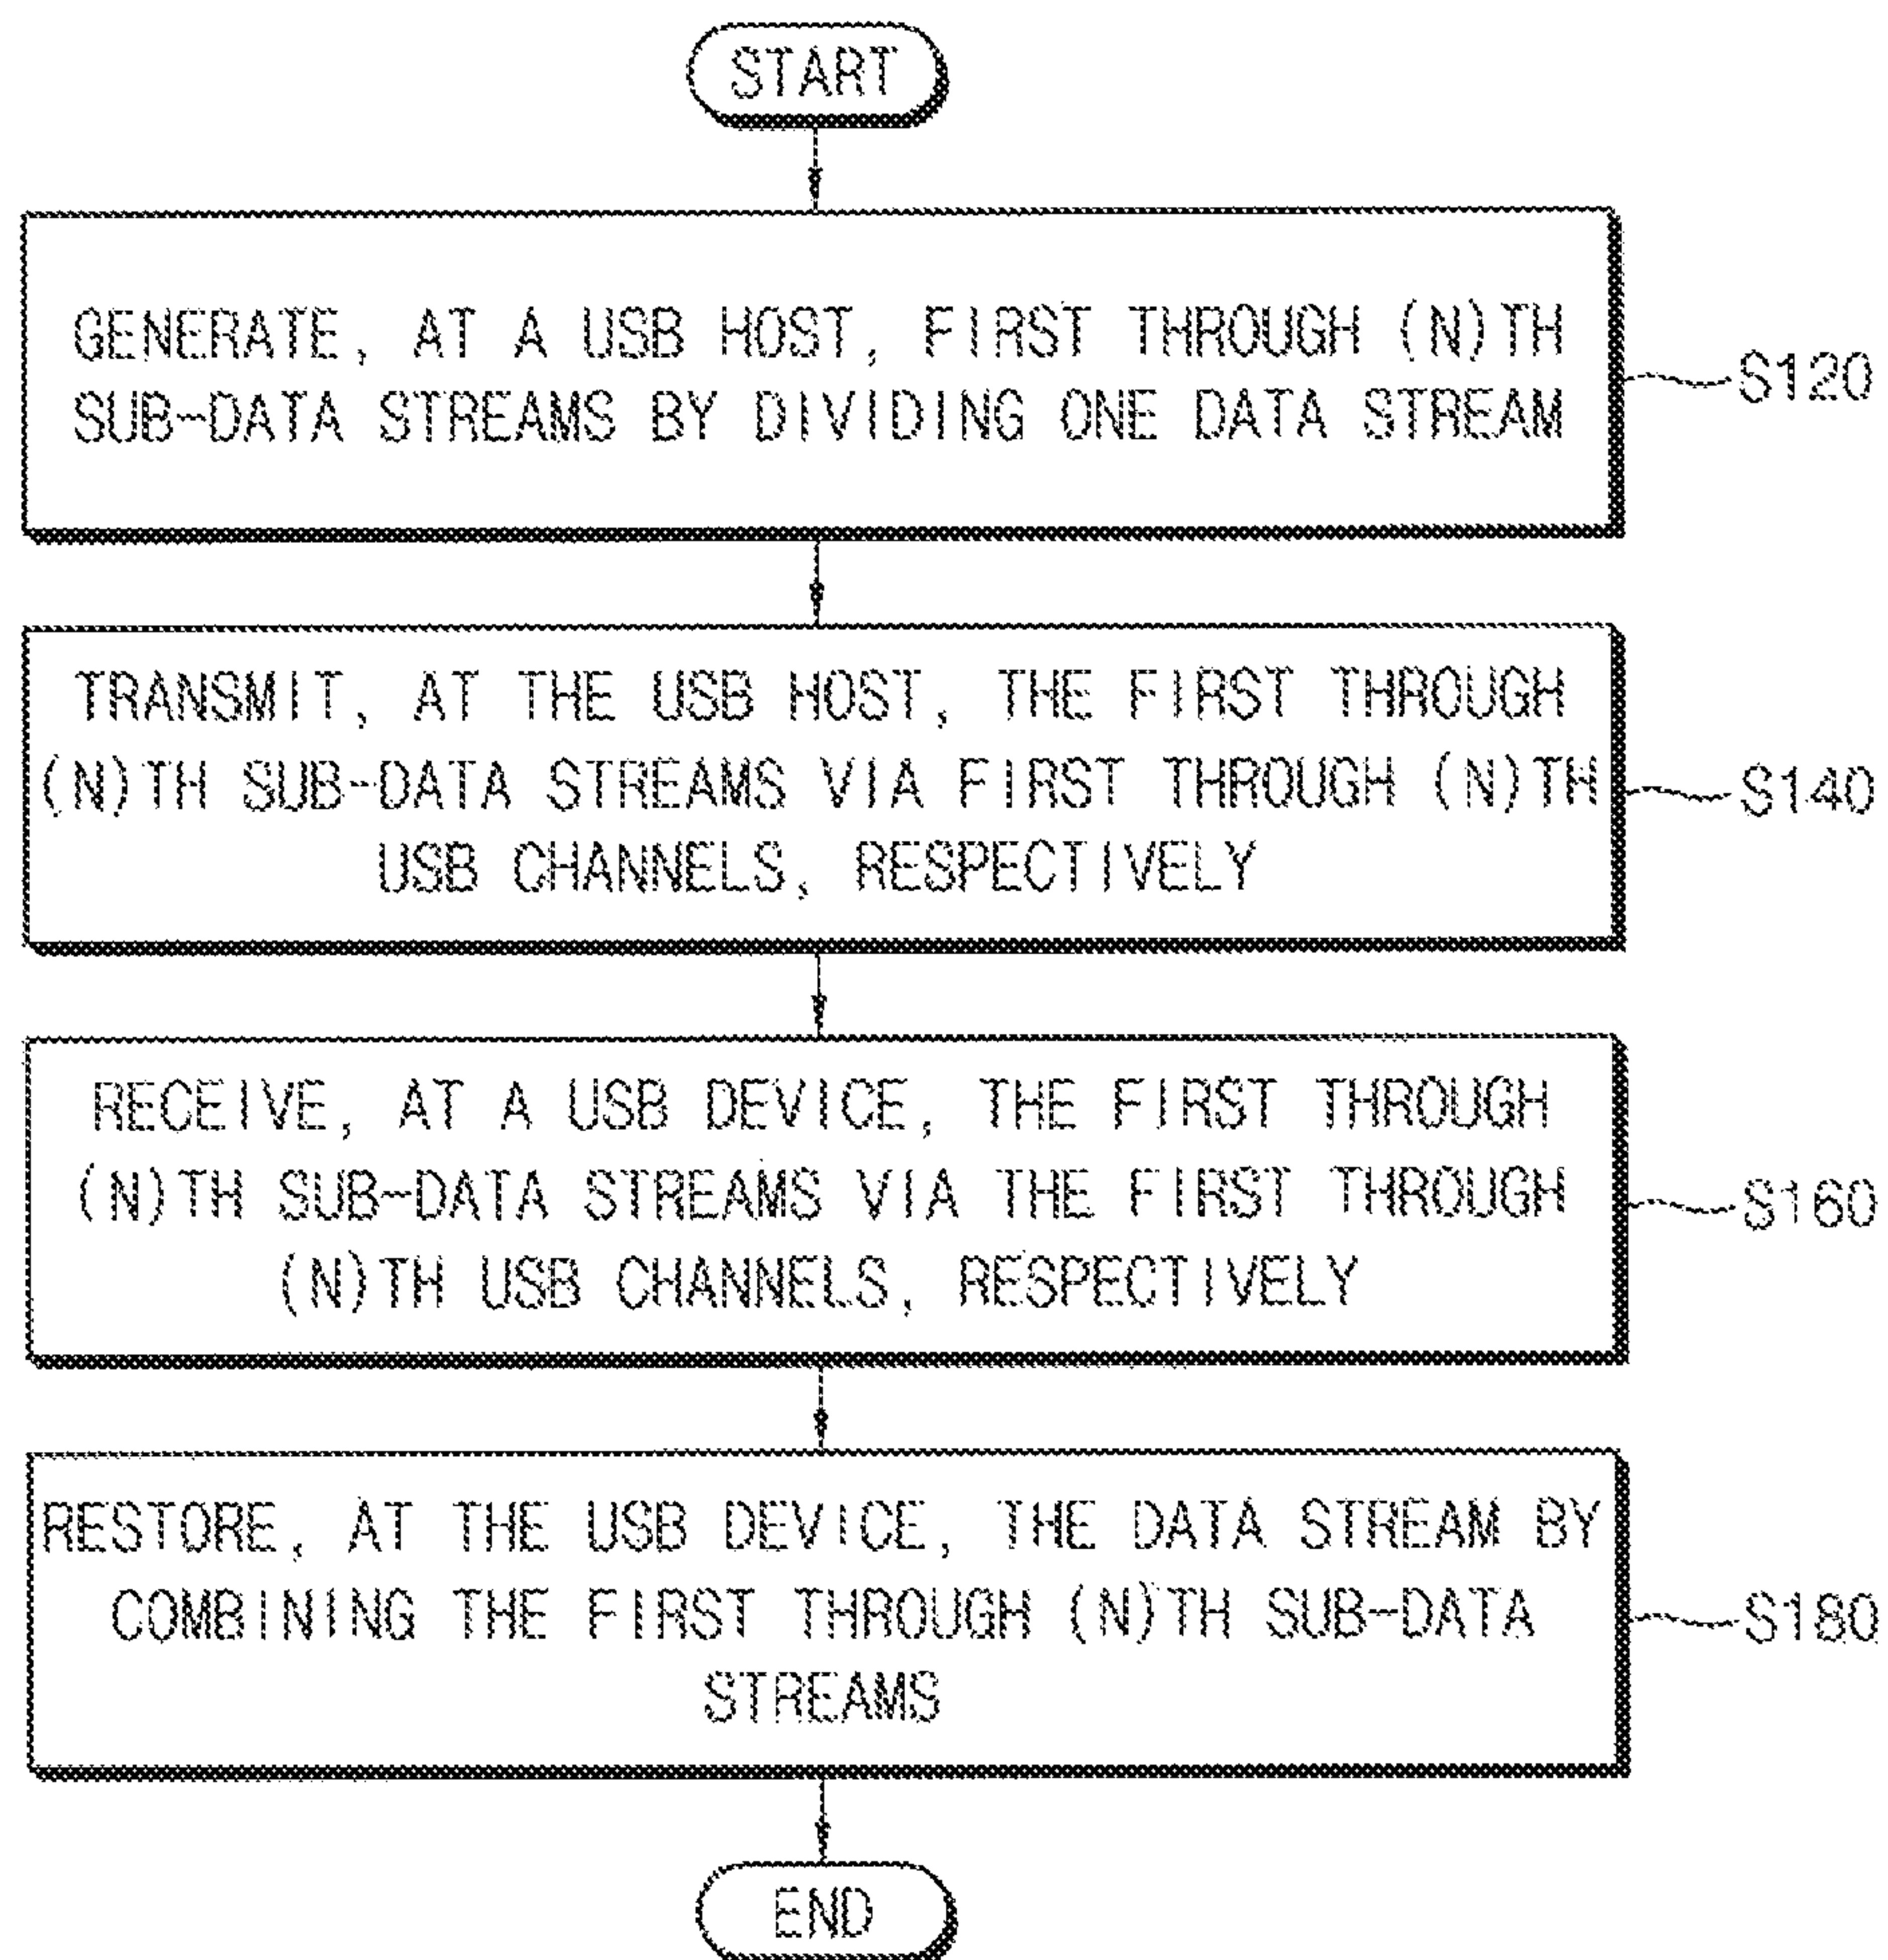 START
GENERATE, AT A USB HOST, FIRST THROUGH (N)TH
SUB-DATA STREAMS BY DIVIDING ONE DATA STREAM
S120
TRANSMIT, AT THE USB HOST, THE FIRST THROUGH
(N)TH SUB-DATA STREAMS VIA FIRST THROUGH (N)TH
USB CHANNELS, RESPECTIVELY
S140
RECEIVE, AT A USB DEVICE, THE FIRST THROUGH
(N)TH SUB-DATA STREAMS VIA THE FIRST THROUGH
(N)TH USB CHANNELS, RESPECTIVELY
S160
RESTORE, AT THE USB DEVICE, THE DATA STREAM BY
COMBINING THE FIRST THROUGH (N)TH SUB-DATA
STREAMS
S180
END